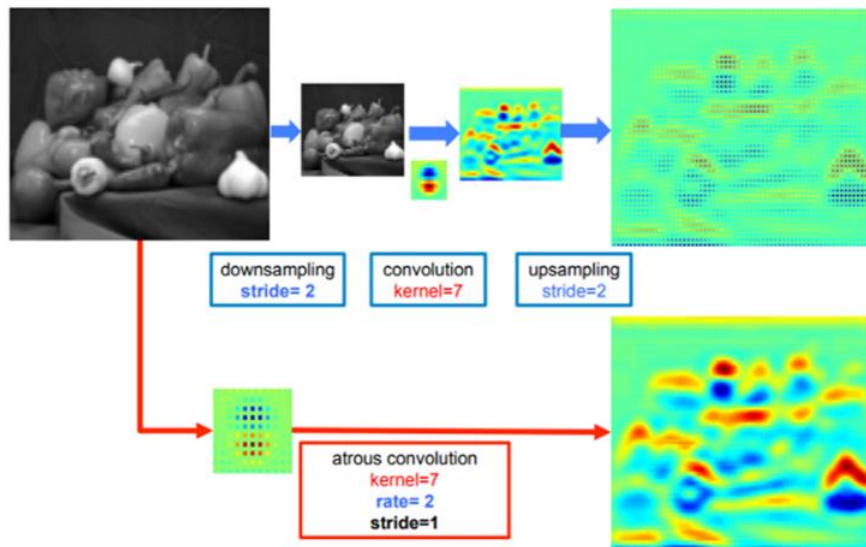 downsampling
stride= 2
convolution
kernel=7
upsampling
stride=2
atrous convolution
kernel=7
rate= 2
stride=1